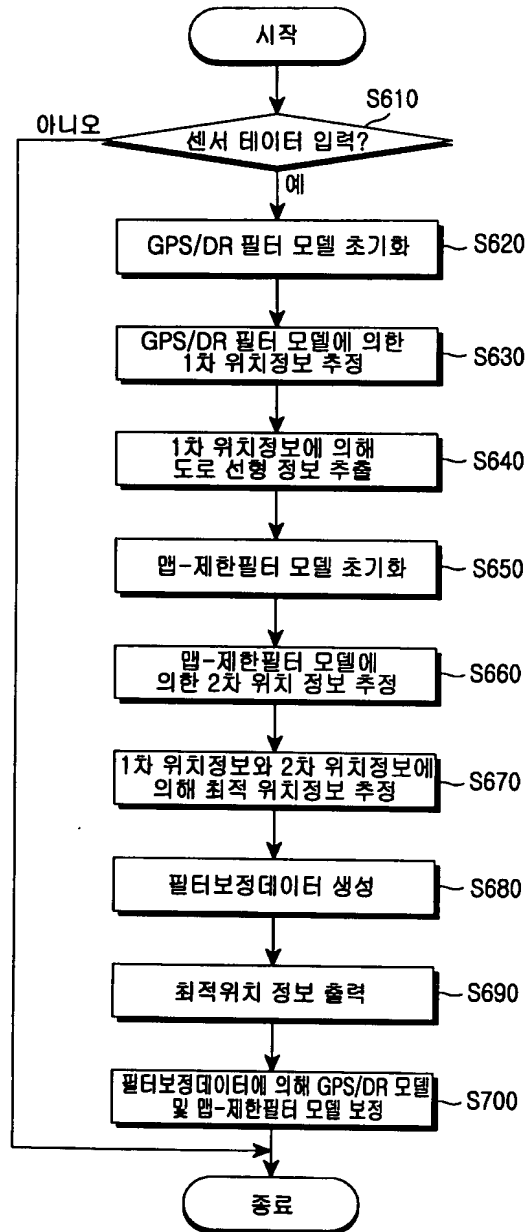 시작
S610
아니오
센서 테이터 입력?
예
GPS/DR 필터 모델 초기화
S620
GPS/DR 필터 모델에 의한
1차 위치정보 추정
S630
1차 위치정보에 의해
도로 선형 정보 추출
S640
맵-제한필터 모델 초기화
S650
맵-제한필터 모델에
의한 2차 위치 정보 추정
S660
1차 위치정보와 2차 위치정보에
의해 최적 위치정보 추정
S670
필터보정데이터 생성
S680
최적위치 정보 출력
S690
필터보정데이터에 의해 GPS/DR 모델
및 맵-제한필터 모델 보정
S700
종료